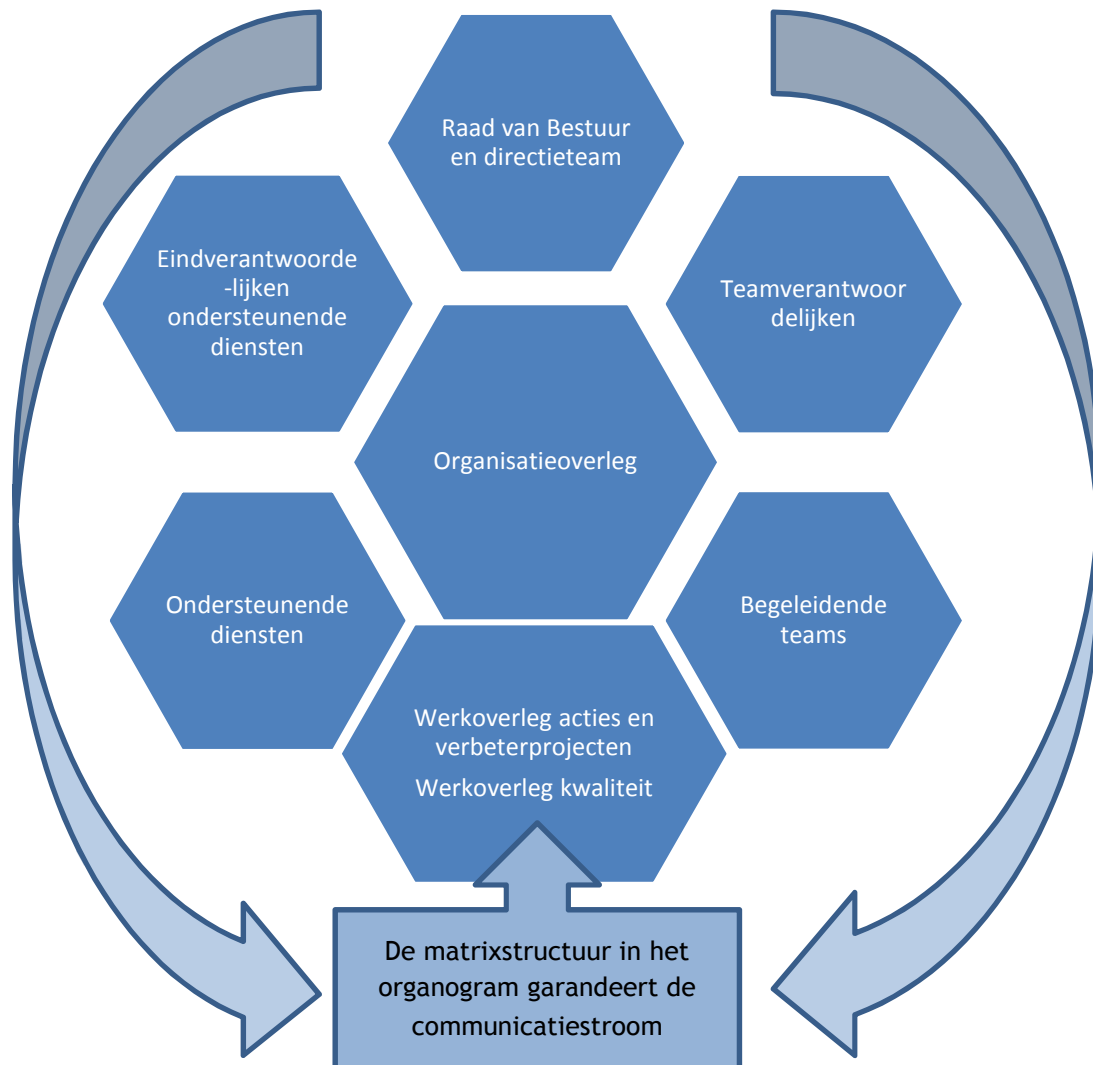 Raad van Bestuur
en directieteam
Eindverantwoorde
-lijken
ondersteunende
diensten
Teamverantwoor
delijken
Organisatieoverleg
Ondersteunende
diensten
Begeleidende
teams
Werkoverleg acties en
verbeterprojecten
Werkoverleg kwaliteit
De matrixstructuur in het
organogram garandeert de
communicatiestroom